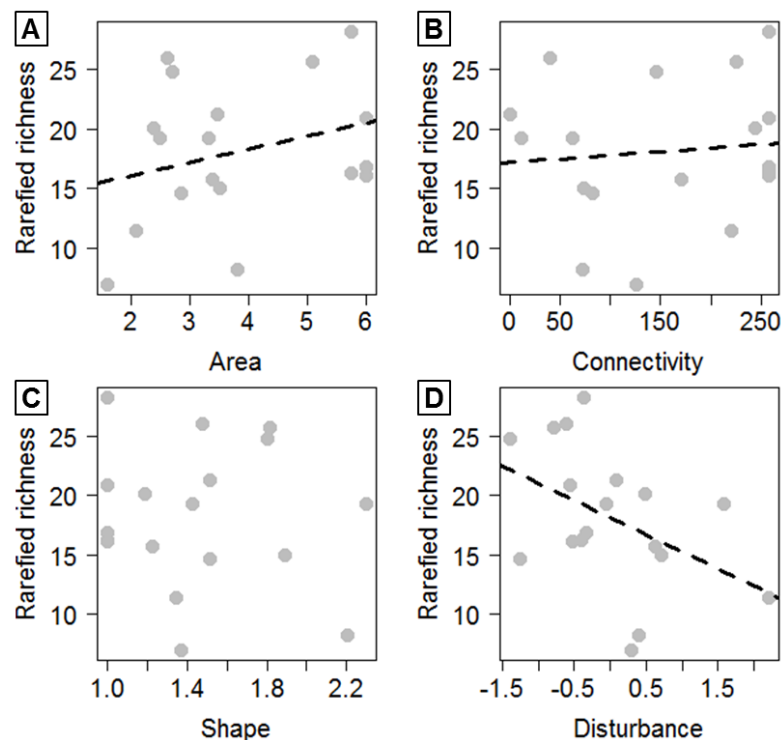 A
Rarefied richness
25
20
15
10
2 3 4 5 6
Area
B
Rarefied richness
25
20
15
10
0 50 150 250
Connectivity
C
Rarefied richness
25
20
15
10
1.0 1.4 1.8 2.2
Shape
D
Rarefied richness
25
20
15
10
-1.5 -0.5 0.5 1.5
Disturbance